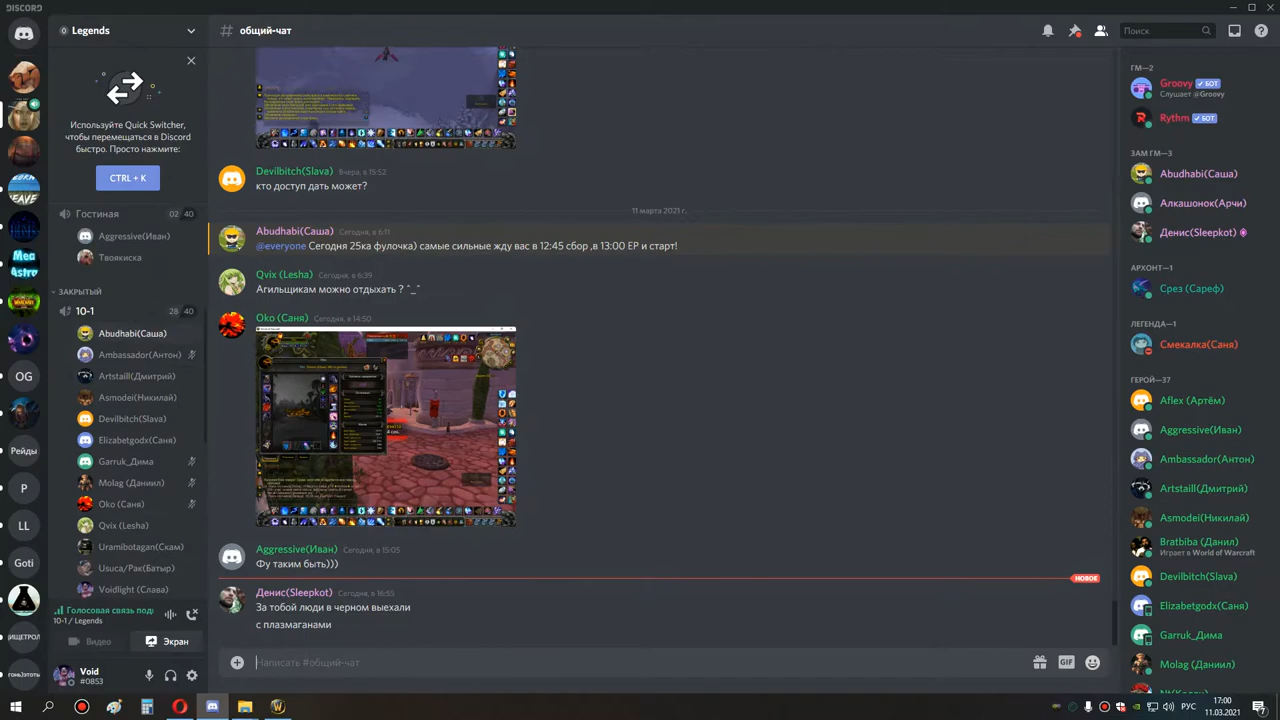 DISCORD
Legends
# общий-чат
Поиск
Используйте Quick Switcher,
чтобы перемещаться в Discord
быстро. Просто нажмите:
CTRL + K
Гостиная 02 40
Aggressive(Иван)
Твояkиска
ЗАКРЫТЫЙ
10-1 28 40
Abudhabi(Саша)
Ambassador(Антон)
Artstaill(Дмитрий)
Asmodei(Никилай)
Devilbitch(Slava)
Elizabetgodx(Саня)
Garruk_Дима
Molag (Даниил)
Oko (Саня)
Qvix (Lesha)
Uramibotagan(Скам)
Usuca/Рак(Батыр)
Voidlight (Слава)
Голосовая связь поді
10-1 / Legends
Видео
Экран
Void
#0853
Mea
Astro
OG
Рейды
LL
Goti
ИЩЕТРОЛ
Devilbitch(Slava) Вчера, в 15:52
кто доступ дать может?
11 марта 2021 г.
Abudhabi(Саша) Сегодня, в 6:11
@everyone Сегодня 25ка фулочка) самые сильные жду вас в 12:45 сбор ,в 13:00 ЕР и старт!
Qvix (Lesha) Сегодня, в 6:39
Агильщикам можно отдыхать ? ^_^
Oko (Саня) Сегодня, в 14:50
Aggressive(Иван) Сегодня, в 15:05
Фу таким быть)))
НОВОЕ
Денис(Sleepkot) Сегодня, в 16:55
За тобой люди в черном выехали
с плазмаганами
Написать #общий-чат
GIF
ГМ—2
Groovy БОТ
Слушает @Groovy
Rythm БОТ
ЗАМ ГМ—3
Abudhabi(Саша)
Алкашонок(Арчи)
Денис(Sleepkot)
АРХОНТ—1
Срез (Сареф)
ЛЕГЕНДА—1
Смекалка(Саня)
ГЕРОЙ—37
Aflex (Артём)
Aggressive(Иван)
Ambassador(Антон)
Artstaill(Дмитрий)
Asmodei(Никилай)
Bratbiba (Данил)
Играет в World of Warcraft
Devilbitch(Slava)
Elizabetgodx(Саня)
Garruk_Дима
Molag (Даниил)
РУС
17:00
11.03.2021